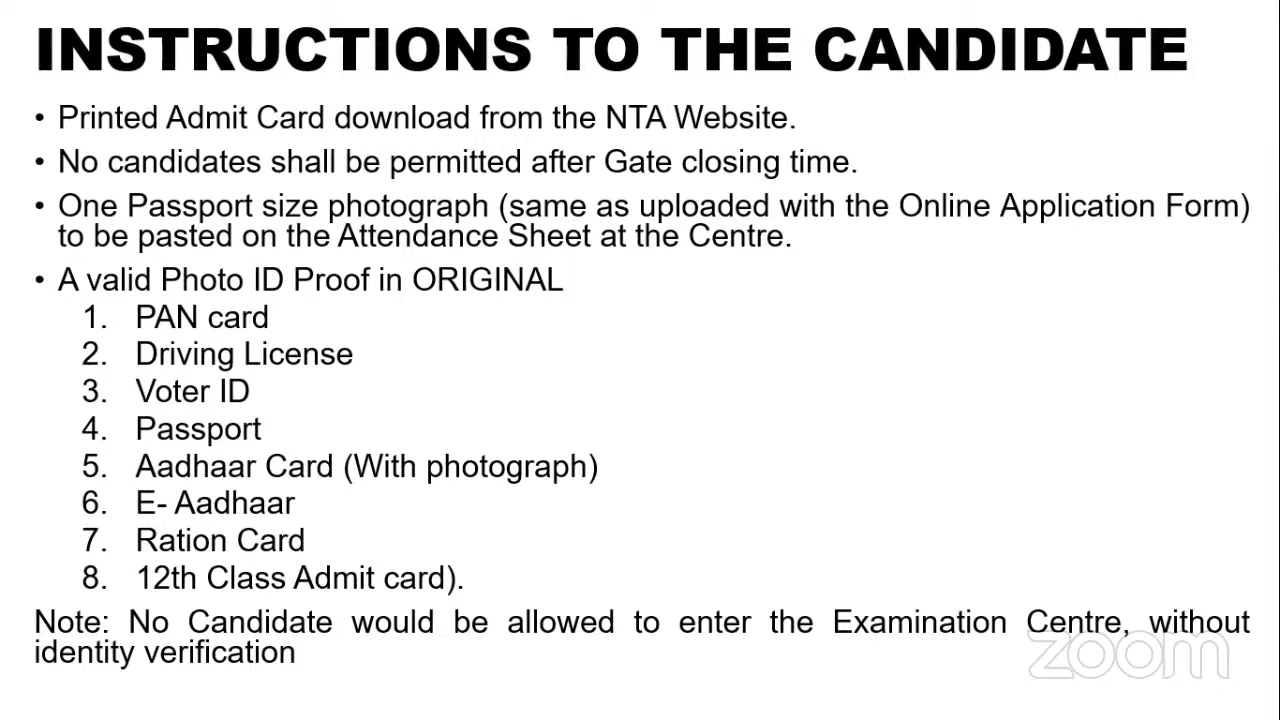 INSTRUCTIONS TO THE CANDIDATE
• Printed Admit Card download from the NTA Website.
• No candidates shall be permitted after Gate closing time.
• One Passport size photograph (same as uploaded with the Online Application Form)
to be pasted on the Attendance Sheet at the Centre.
• A valid Photo ID Proof in ORIGINAL
1. PAN card
2. Driving License
3. Voter ID
4. Passport
5. Aadhaar Card (With photograph)
6. E- Aadhaar
7. Ration Card
8. 12th Class Admit card).
Note: No Candidate would be allowed to enter the Examination Centre, without
identity verification
zoom